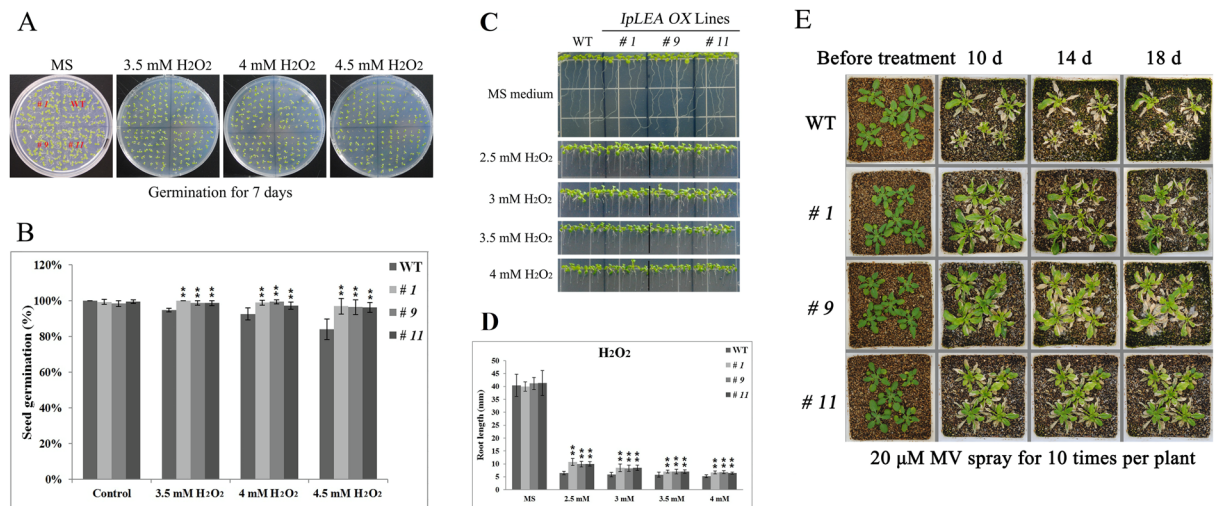 A
MS
3.5 mM H2O2
4 mM H2O2
4.5 mM H2O2
# 1
WT
# 9
# 11
Germination for 7 days
B
120%
100%
80%
60%
40%
20%
0%
Seed germination (%)
Control
3.5 mM H2O2
4 mM H2O2
4.5 mM H2O2
**
**
**
**
**
**
**
**
**
WT
# 1
# 9
# 11
C
IpLEA OX Lines
WT
# 1
# 9
# 11
MS medium
2.5 mM H2O2
3 mM H2O2
3.5 mM H2O2
4 mM H2O2
D
H2O2
50
45
40
35
30
25
20
15
10
5
0
Root length (mm)
MS
2.5 mM
3 mM
3.5 mM
4 mM
**
**
**
**
**
**
**
**
**
**
**
**
WT
# 1
# 9
# 11
E
Before treatment
10 d
14 d
18 d
WT
# 1
# 9
# 11
20 µM MV spray for 10 times per plant